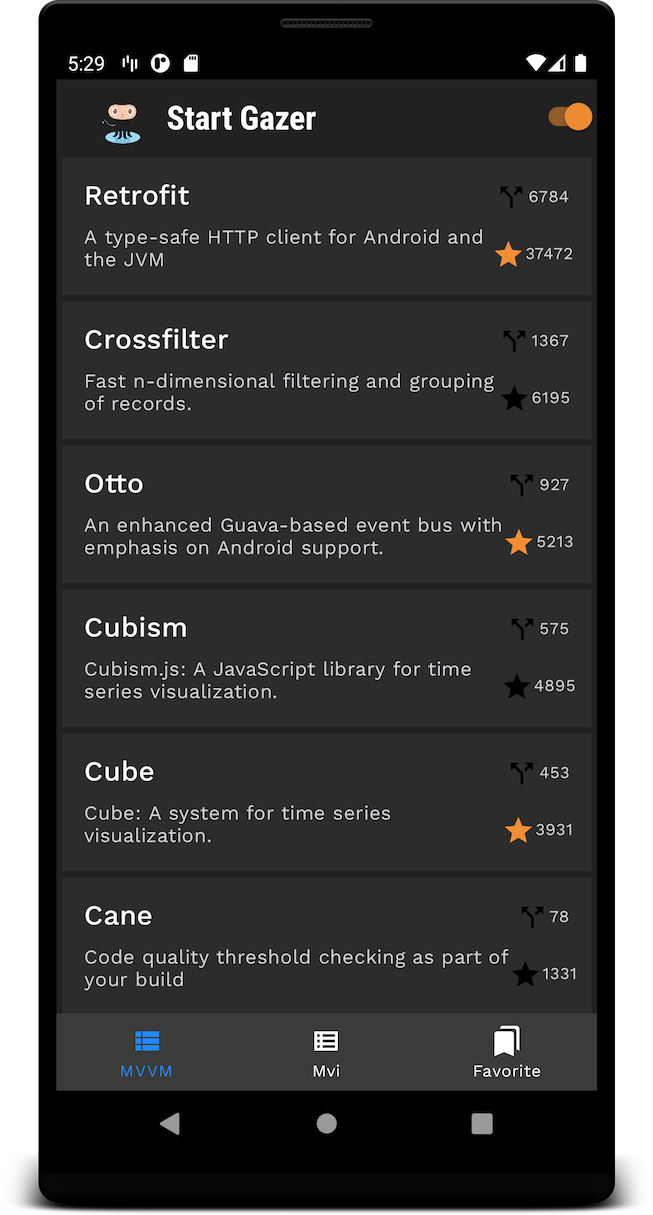 5:29
Start Gazer
Retrofit
6784
A type-safe HTTP client for Android and
the JVM
37472
Crossfilter
1367
Fast n-dimensional filtering and grouping
of records.
6195
Otto
927
An enhanced Guava-based event bus with
emphasis on Android support.
5213
Cubism
575
Cubism.js: A JavaScript library for time
series visualization.
4895
Cube
453
Cube: A system for time series
visualization.
3931
Cane
78
Code quality threshold checking as part of
your build
1331
MVVM
Mvi
Favorite